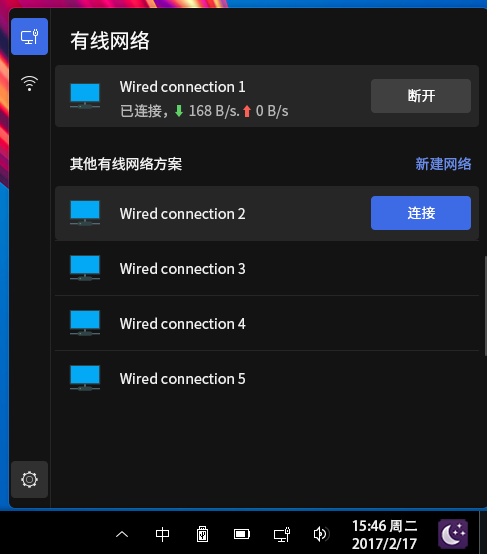 有线网络
Wired connection 1
断开
已连接，168 B/s. 0 B/s
其他有线网络方案
新建网络
Wired connection 2
连接
Wired connection 3
Wired connection 4
Wired connection 5
中
15:46 周二
2017/2/17